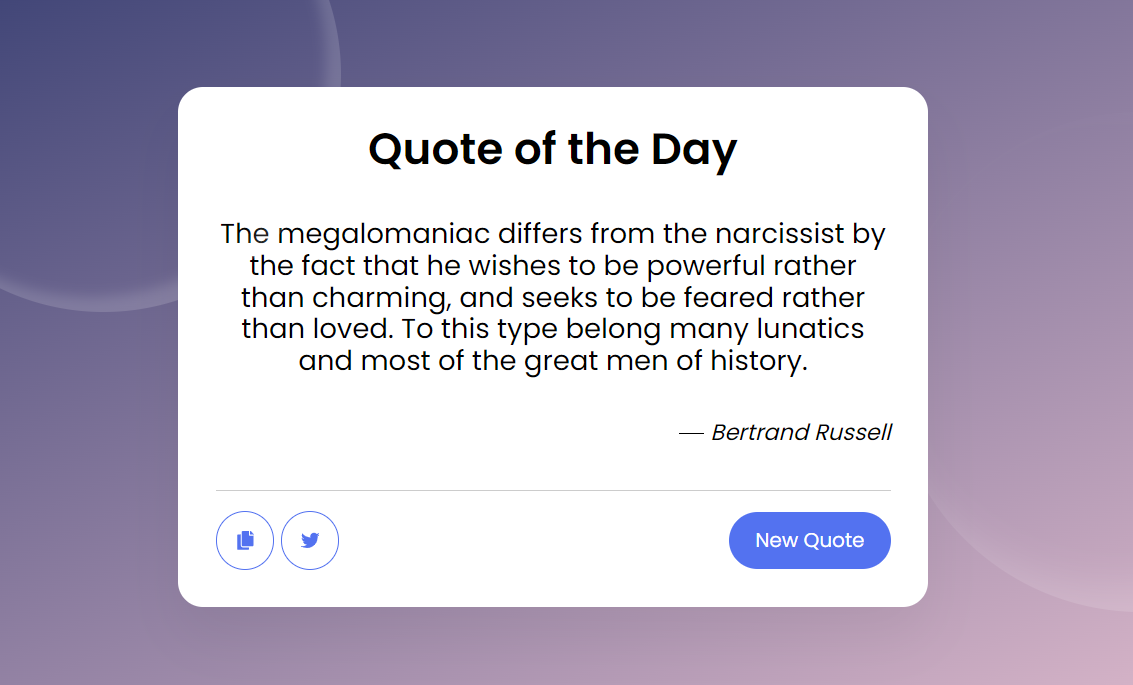 Quote of the Day
The megalomaniac differs from the narcissist by
the fact that he wishes to be powerful rather
than charming, and seeks to be feared rather
than loved. To this type belong many lunatics
and most of the great men of history.
— Bertrand Russell
New Quote